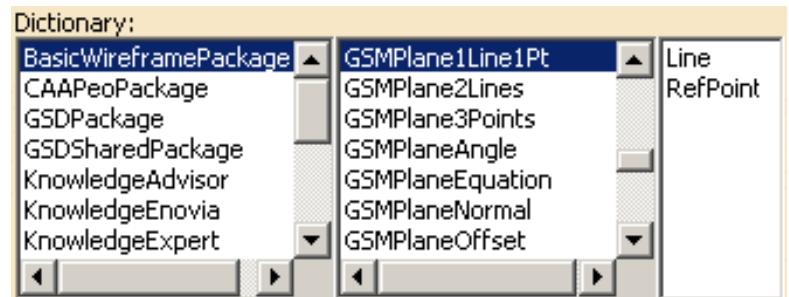 Dictionary:
BasicWireframePackage
CAAPeoPackage
GSDPackage
GSDSharedPackage
KnowledgeAdvisor
KnowledgeEnovia
KnowledgeExpert
GSMPlane1Line1Pt
GSMPlane2Lines
GSMPlane3Points
GSMPlaneAngle
GSMPlaneEquation
GSMPlaneNormal
GSMPlaneOffset
Line
RefPoint